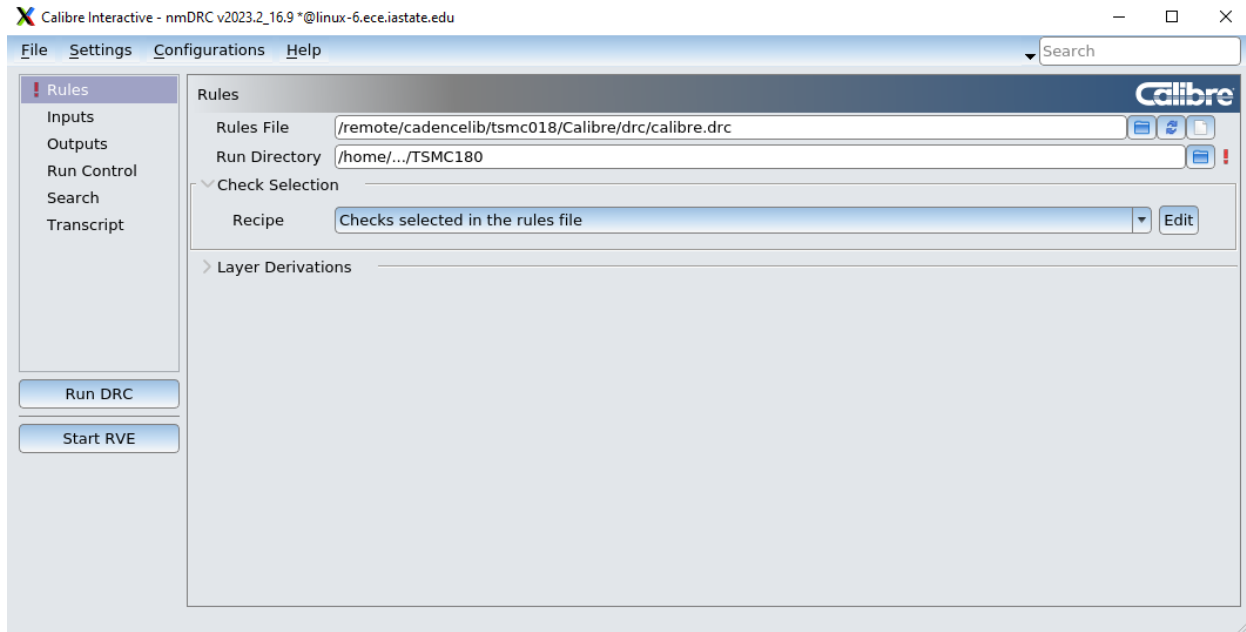 Calibre Interactive - nmDRC v2023.2_16.9 *@linux-6.ece.iastate.edu
File Settings Configurations Help
Search
! Rules
Inputs
Outputs
Run Control
Search
Transcript
Run DRC
Start RVE
Rules
Calibre
Rules File /remote/cadencelib/tsmc018/Calibre/drc/calibre.drc
Run Directory /home/.../TSMC180 !
Check Selection
Recipe Checks selected in the rules file Edit
Layer Derivations